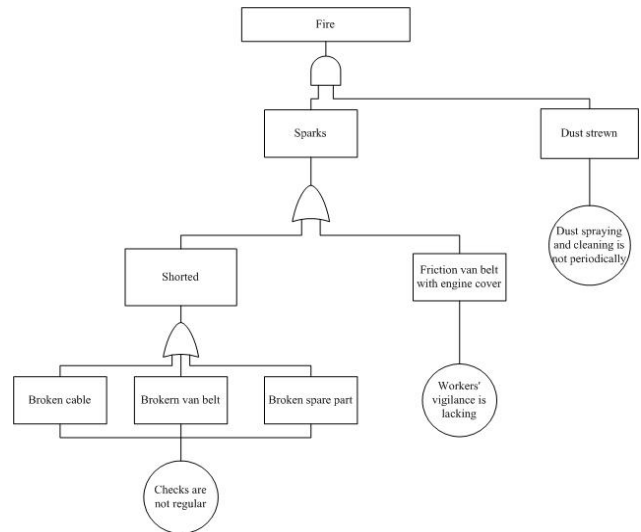 Fire
Sparks
Dust strewn
Dust spraying
and cleaning is
not periodically
Shorted
Friction van belt
with engine cover
Broken cable
Brokern van belt
Broken spare part
Workers'
vigilance is
lacking
Checks are
not regular